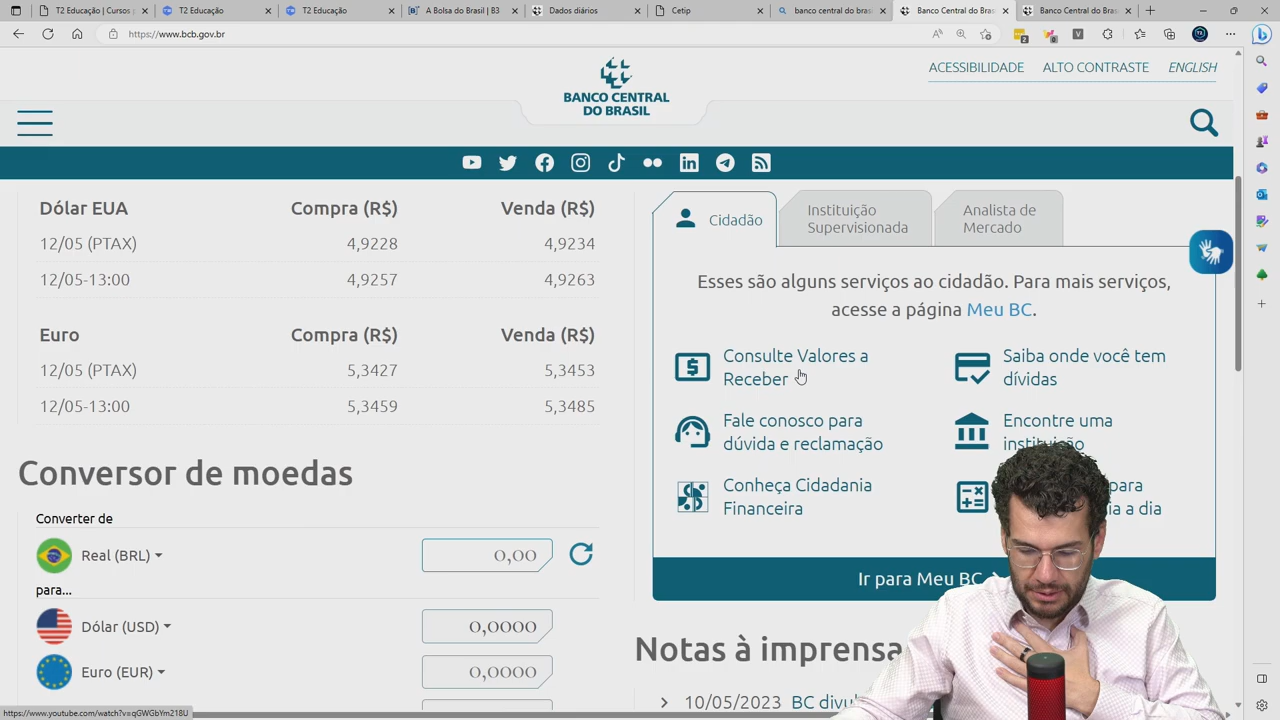 T2 Educação | Cursos p
T2 Educação
T2 Educação
A Bolsa do Brasil | B3
Dados diários
Cetip
banco central do brasil
Banco Central do Bras
Banco Central do Bras
https://www.bcb.gov.br
ACESSIBILIDADE
ALTO CONTRASTE
ENGLISH
BANCO CENTRAL
DO BRASIL
Dólar EUA Compra (R$) Venda (R$)
12/05 (PTAX) 4,9228 4,9234
12/05-13:00 4,9257 4,9263
Euro Compra (R$) Venda (R$)
12/05 (PTAX) 5,3427 5,3453
12/05-13:00 5,3459 5,3485
Conversor de moedas
Converter de
Real (BRL) 0,00
para...
Dólar (USD) 0,0000
Euro (EUR) 0,0000
Cidadão
Instituição
Supervisionada
Analista de
Mercado
Esses são alguns serviços ao cidadão. Para mais serviços,
acesse a página Meu BC.
Consulte Valores a
Receber
Saiba onde você tem
dívidas
Fale conosco para
dúvida e reclamação
Encontre uma
instituição
Conheça Cidadania
Financeira
para
a dia
Ir para Meu BC
Notas à imprensa
10/05/2023 BC divu
https://www.youtube.com/watch?v=qGWGbYm218U